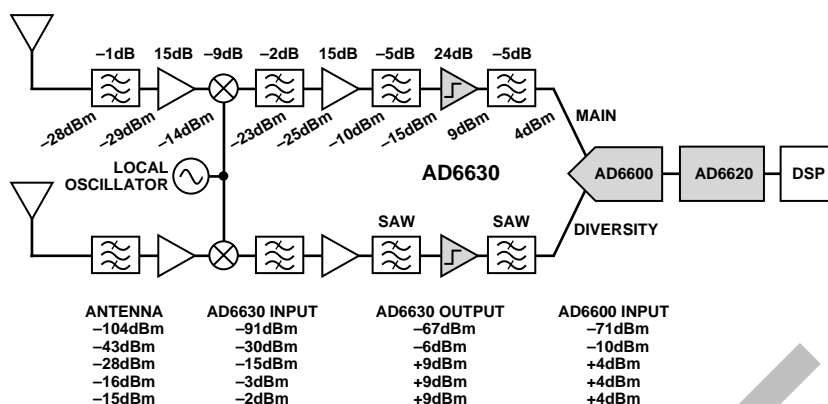 –1dB 15dB –9dB –2dB 15dB –5dB 24dB –5dB
–28dBm –29dBm –14dBm –23dBm –25dBm –10dBm –15dBm 9dBm 4dBm
MAIN
LOCAL
OSCILLATOR
AD6630
AD6600 AD6620 DSP
SAW SAW
DIVERSITY
ANTENNA AD6630 INPUT AD6630 OUTPUT AD6600 INPUT
–104dBm –91dBm –67dBm –71dBm
–43dBm –30dBm –6dBm –10dBm
–28dBm –15dBm +9dBm +4dBm
–16dBm –3dBm +9dBm +4dBm
–15dBm –2dBm +9dBm +4dBm